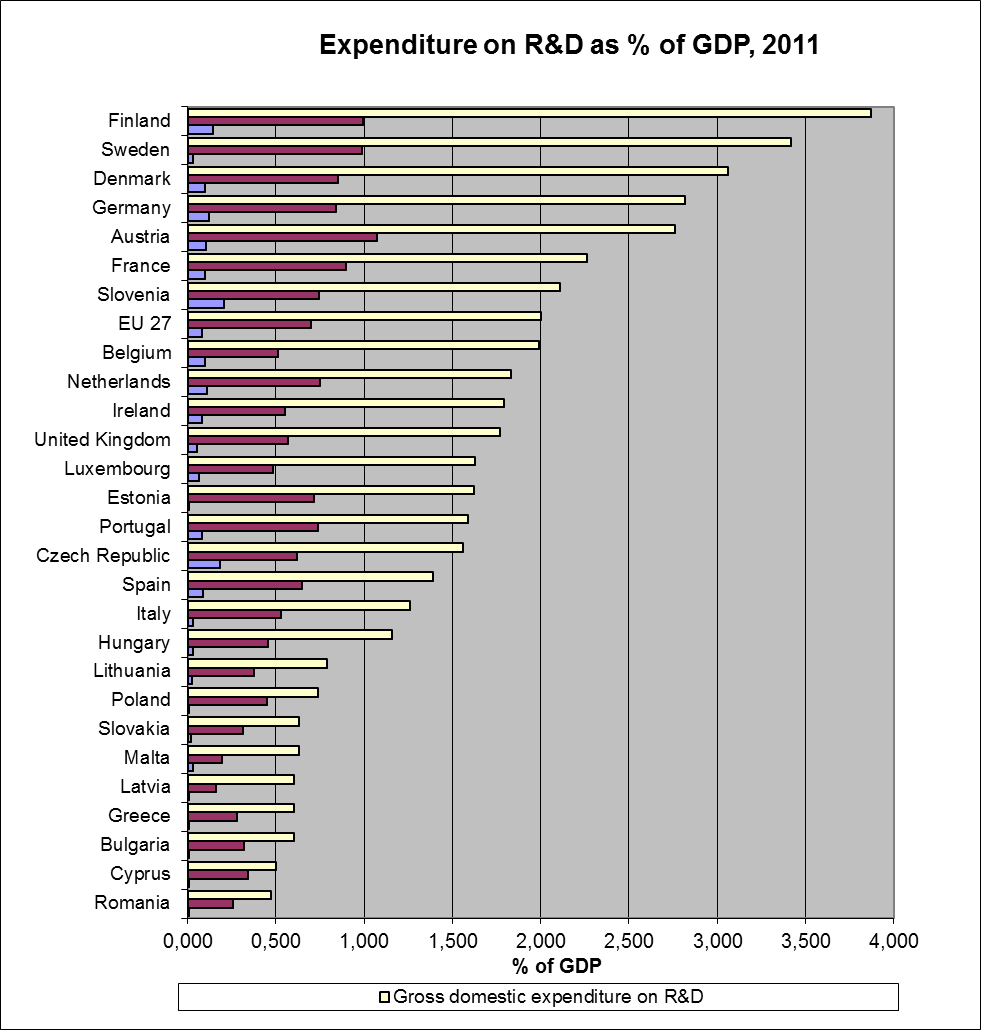 Expenditure on R&D as % of GDP, 2011
Finland
Sweden
Denmark
Germany
Austria
France
Slovenia
EU 27
Belgium
Netherlands
Ireland
United Kingdom
Luxembourg
Estonia
Portugal
Czech Republic
Spain
Italy
Hungary
Lithuania
Poland
Slovakia
Malta
Latvia
Greece
Bulgaria
Cyprus
Romania
0,000 0,500 1,000 1,500 2,000 2,500 3,000 3,500 4,000
% of GDP
Gross domestic expenditure on R&D